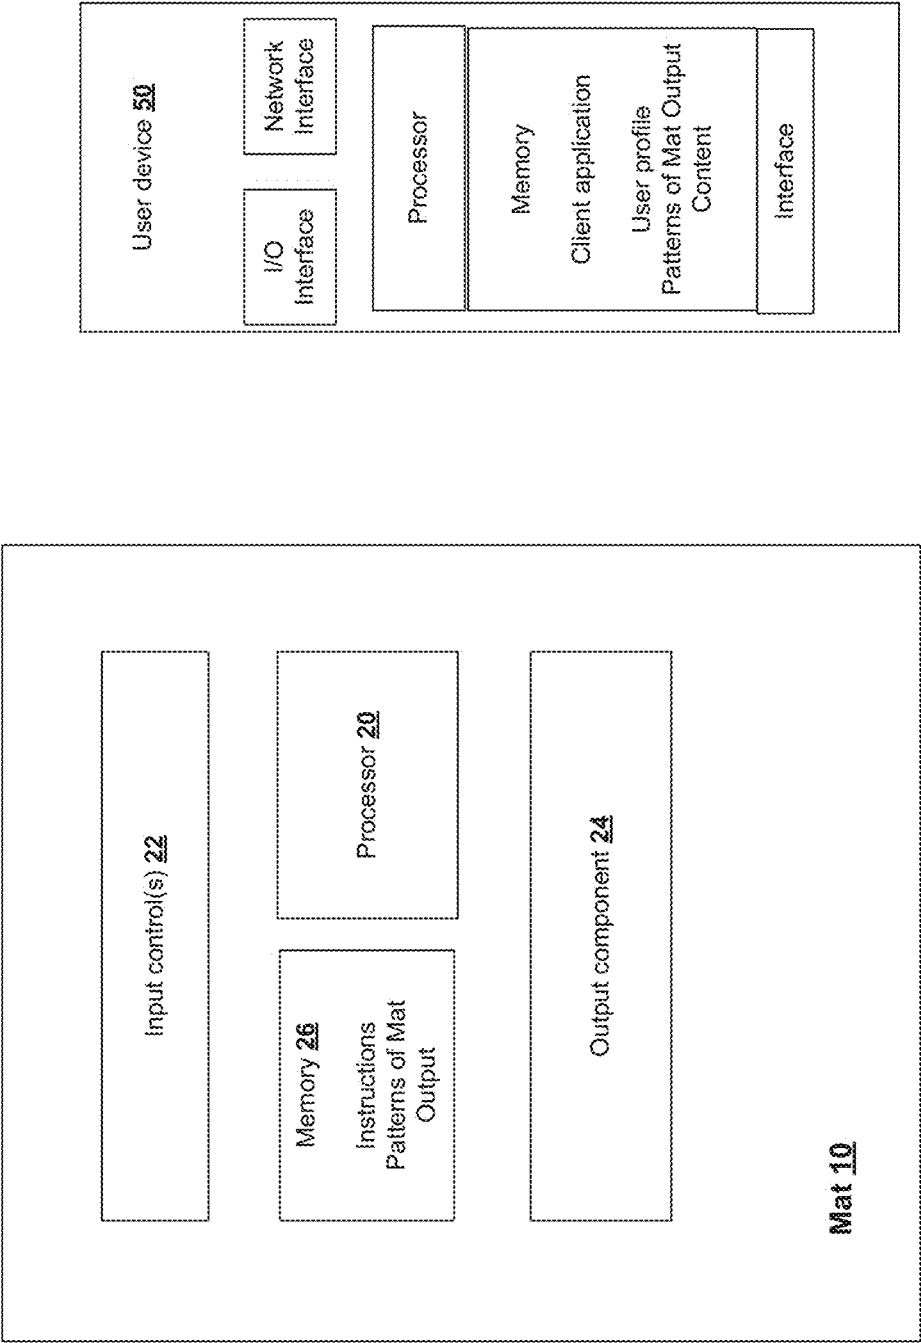 Input control(s) 22
Memory 26
Instructions
Patterns of Mat
Output
Processor 20
Output component 24
Mat 10
User device 50
I/O
Interface
Network
Interface
Processor
Memory
Client application
User profile
Patterns of Mat Output
Content
Interface